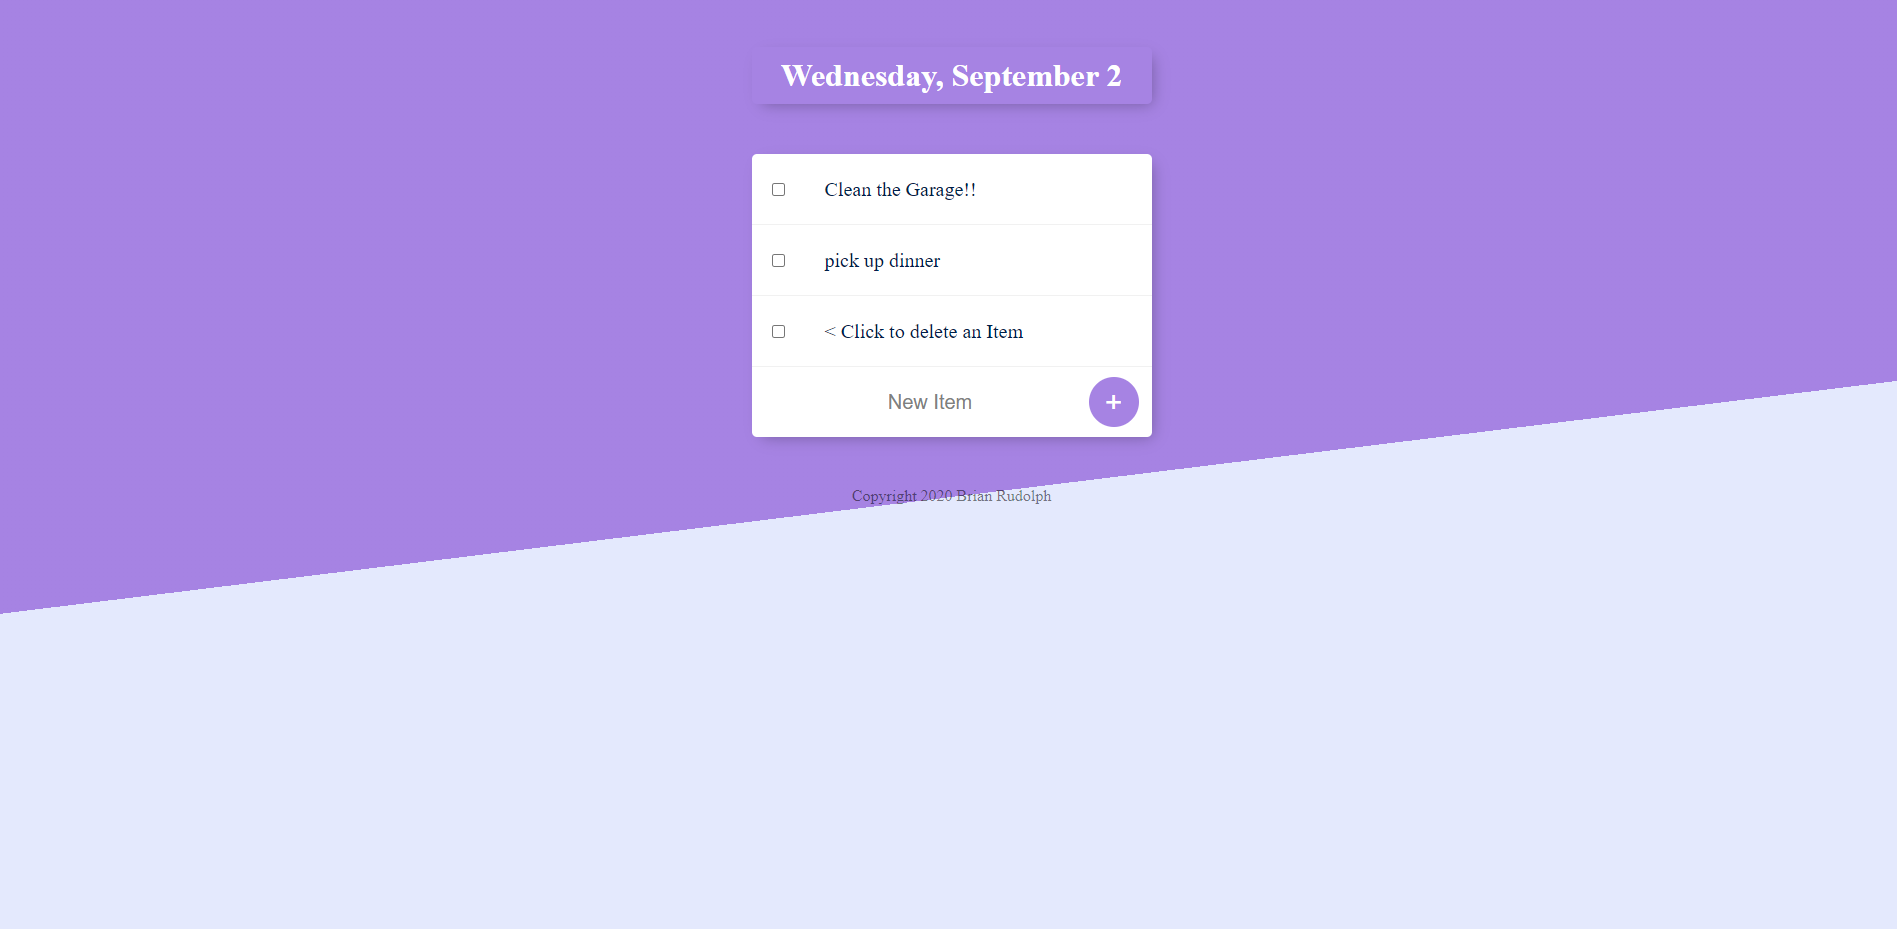 Wednesday, September 2
Clean the Garage!!
pick up dinner
< Click to delete an Item
New Item +
Copyright 2020 Brian Rudolph